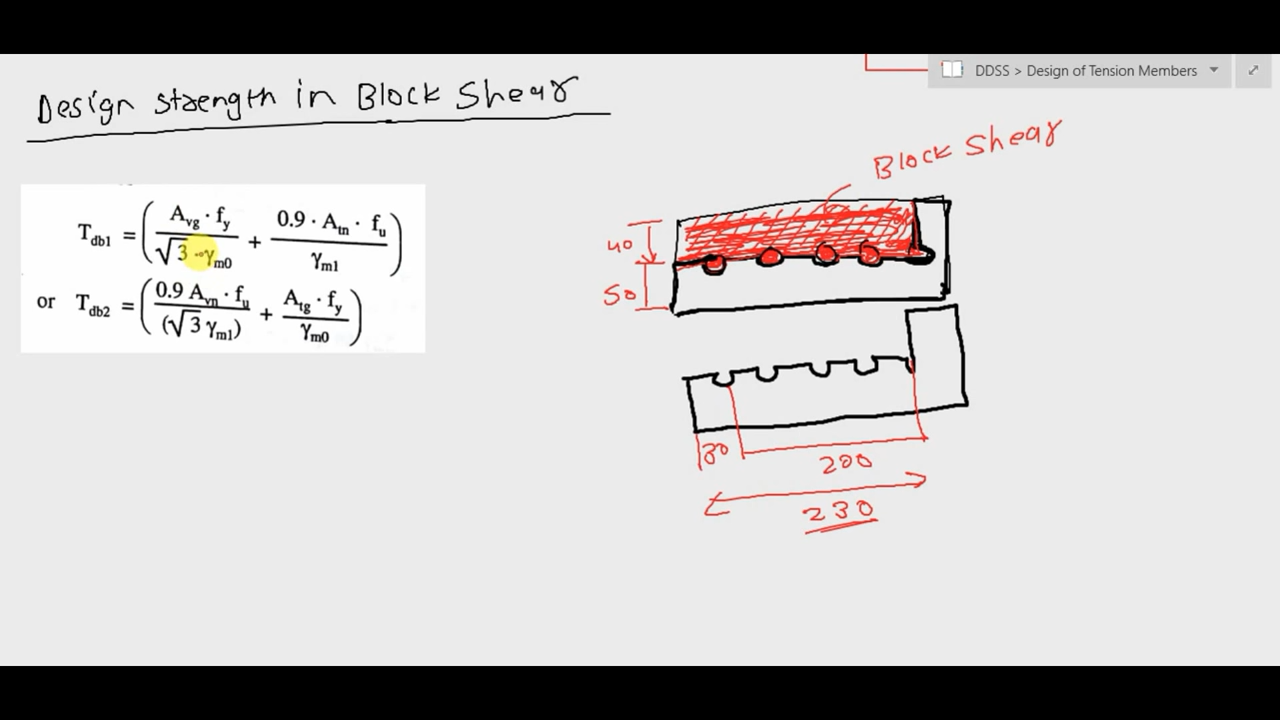 DDSS > Design of Tension Members
Design strength in Block Shear
Block Shear
T_db1 = (A_vg · f_y / √3 · γ_m0 + 0.9 · A_tn · f_u / γ_m1)
or T_db2 = (0.9 A_vn · f_u / (√3 γ_m1) + A_tg · f_y / γ_m0)
40
50
30
200
230